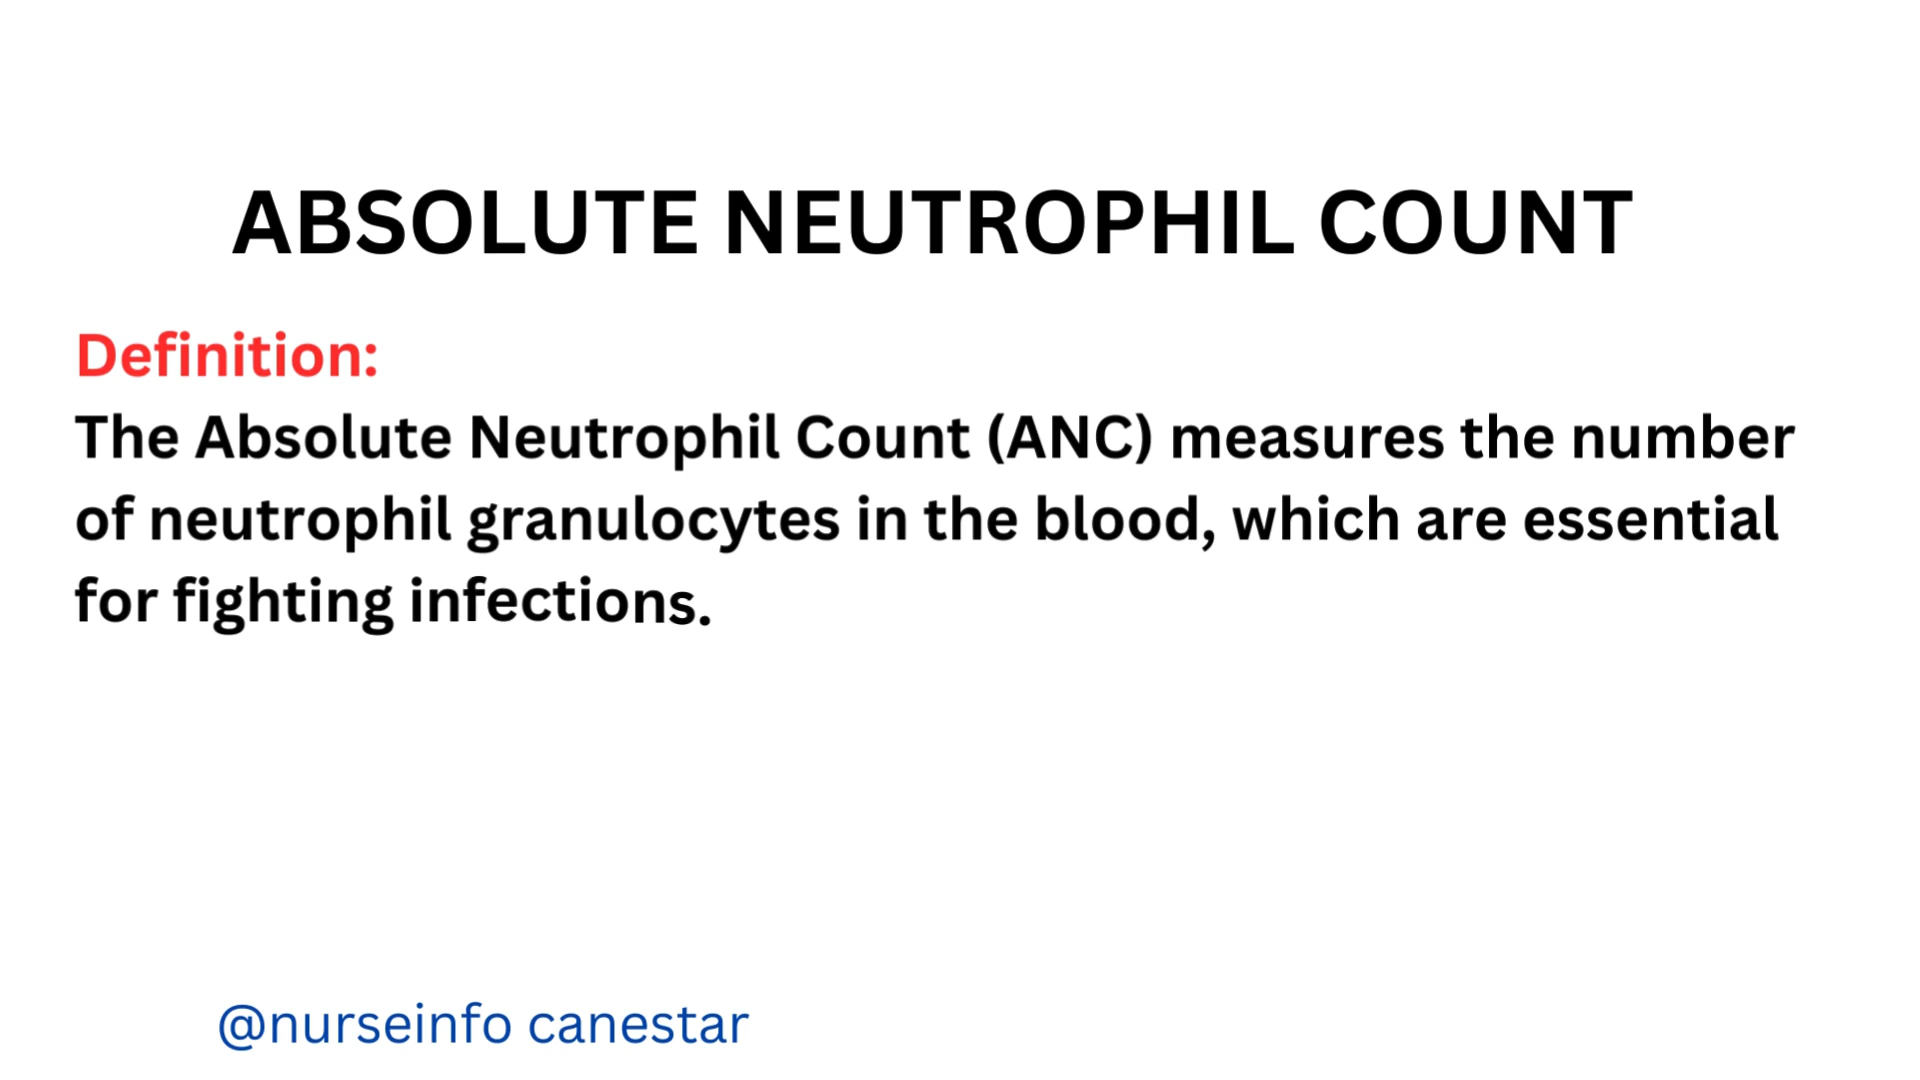 ABSOLUTE NEUTROPHIL COUNT
Definition:
The Absolute Neutrophil Count (ANC) measures the number
of neutrophil granulocytes in the blood, which are essential
for fighting infections.
@nurseinfo canestar